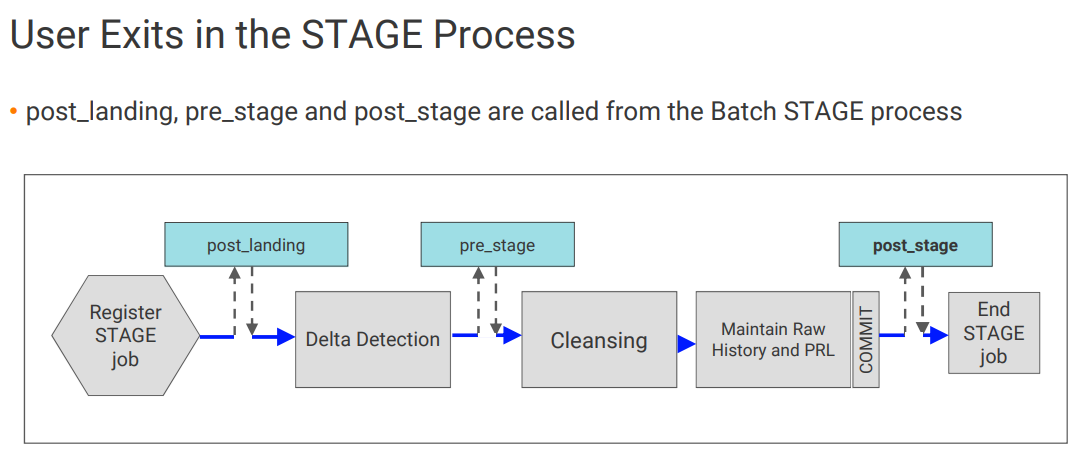 User Exits in the STAGE Process
• post_landing, pre_stage and post_stage are called from the Batch STAGE process
post_landing
pre_stage
post_stage
Register
STAGE
job
Delta Detection
Cleansing
Maintain Raw
History and PRL
COMMIT
End
STAGE
job